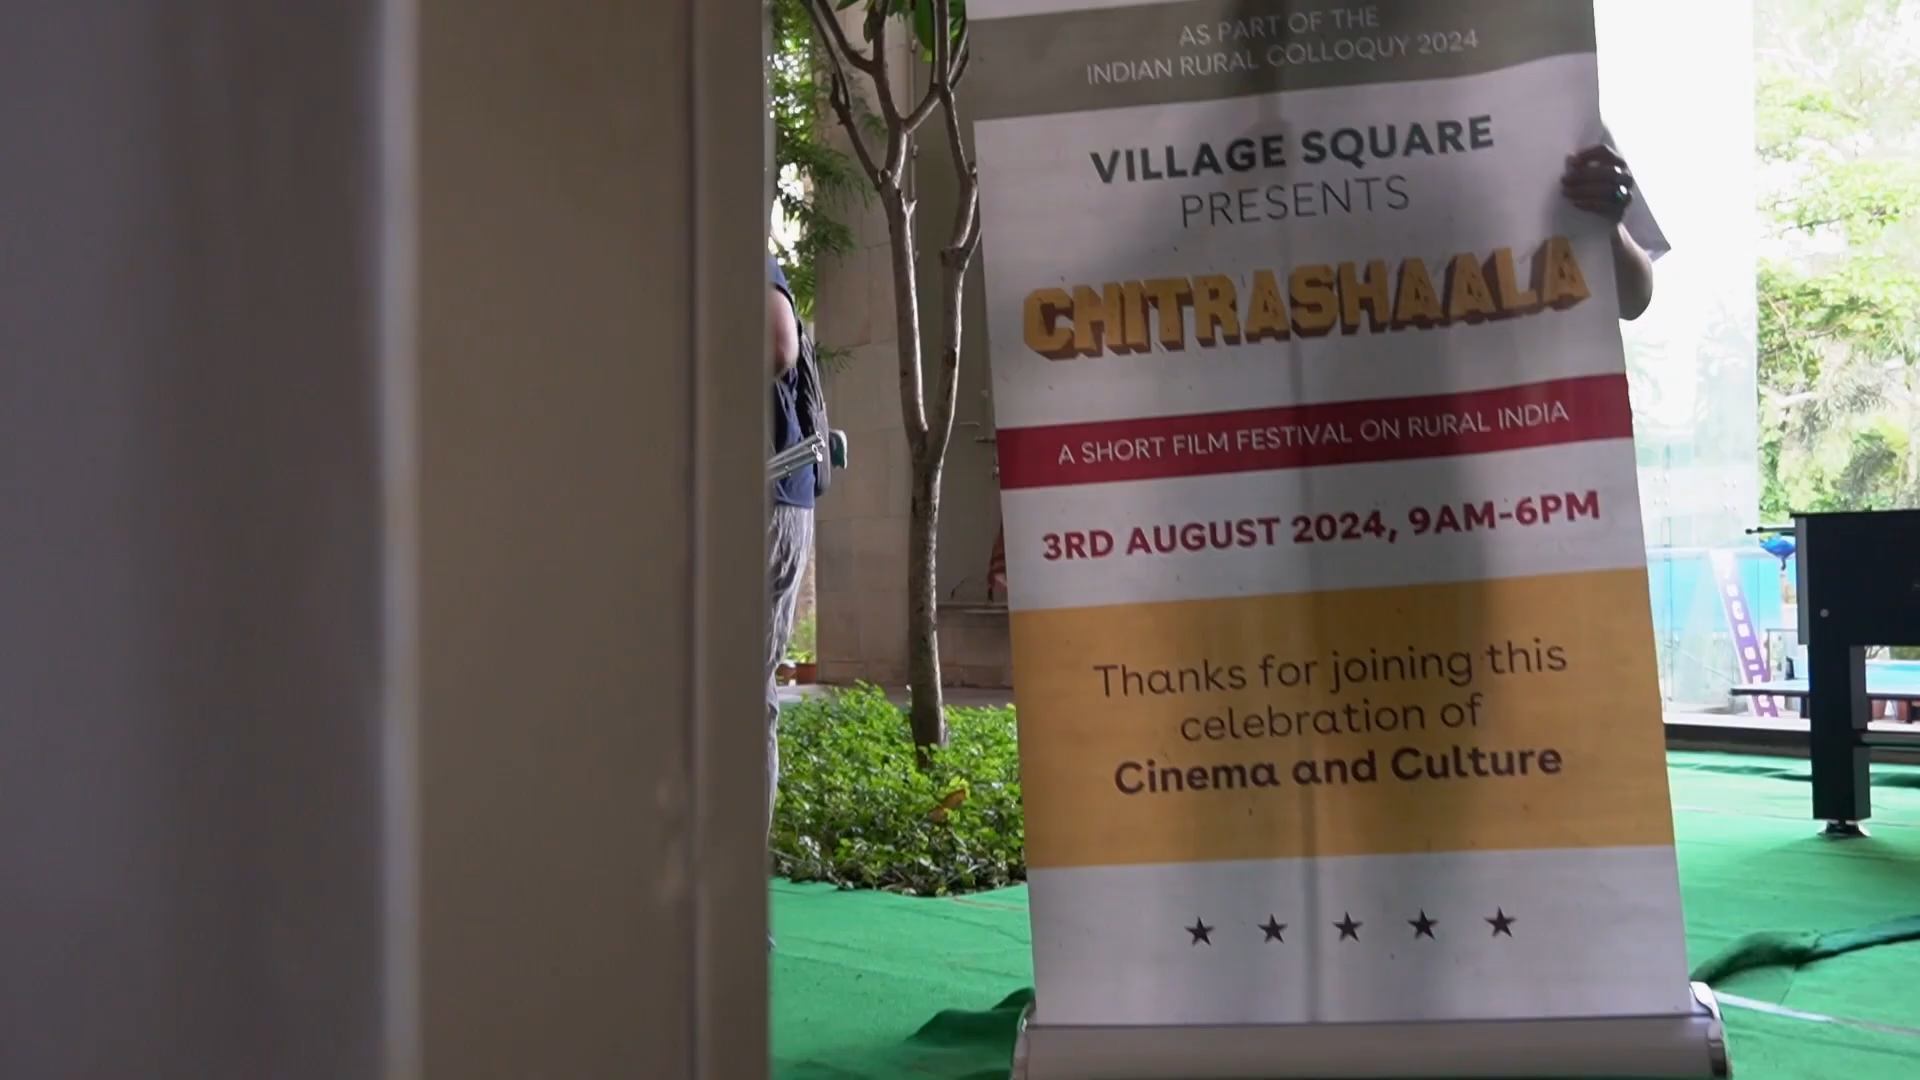 AS PART OF THE
INDIAN RURAL COLLOQUY 2024
VILLAGE SQUARE
PRESENTS
CHITRASHAALA
A SHORT FILM FESTIVAL ON RURAL INDIA
3RD AUGUST 2024, 9AM-6PM
Thanks for joining this
celebration of
Cinema and Culture